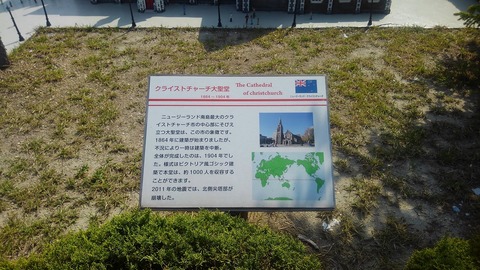 クライストチャーチ大聖堂
The Cathedral
of christchurch
1864～1904年
ニュージーランド南島最大のクライ
ストチャーチ市の中心部にそびえ
立つ大聖堂は、この市の象徴です。
1864年に建築が始まりましたが、
不況により一時は建築を中断。
全体が完成したのは、1904年でし
た。様式はビクトリア風ゴシック建
築で本堂は、約1000人を収容する
ことができます。
2011年の地震では、北側尖塔部が
崩壊した。